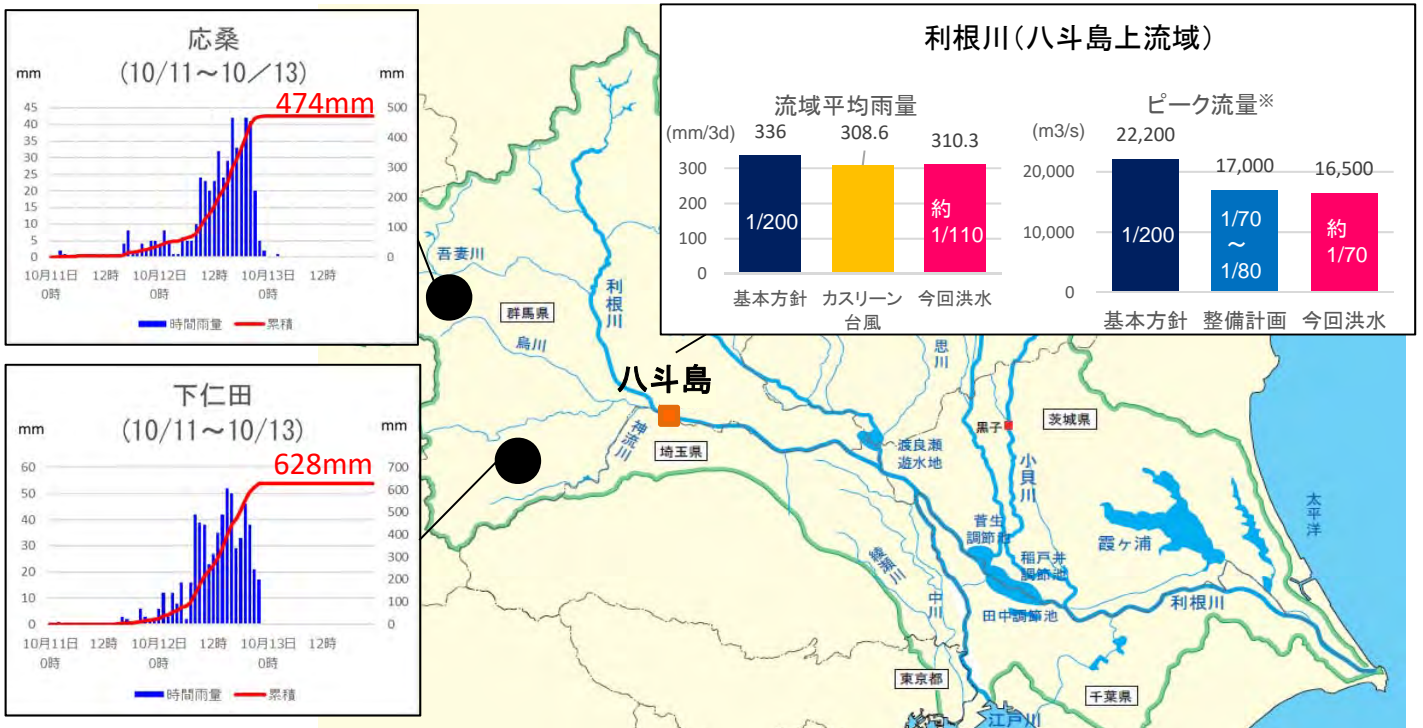 応桑
(10/11～10／13)
mm
mm
474mm
45
40
35
30
25
20
15
10
5
0
500
400
300
200
100
0
10月11日 12時 10月12日 12時 10月13日 12時
0時 0時 0時
時間雨量 累積
下仁田
(10/11～10/13)
mm
mm
628mm
60
50
40
30
20
10
0
700
600
500
400
300
200
100
0
10月11日 12時 10月12日 12時 10月13日 12時
0時 0時 0時
時間雨量 累積
利根川（八斗島上流域）
流域平均雨量
(mm/3d)
336
308.6
310.3
300
200
100
0
1/200
約
1/110
基本方針 カスリーン 今回洪水
台風
ピーク流量※
(m3/s)
22,200
17,000
16,500
20,000
10,000
0
1/200
1/70
～
1/80
約
1/70
基本方針 整備計画 今回洪水
吾妻川
利根川
群馬県
烏川
八斗島
神流川
埼玉県
思川
渡良瀬
遊水地
黒子
茨城県
小貝川
太平洋
菅生
調節池
稲戸井
調節池
霞ヶ浦
綾瀬川
中川
田中調節池
利根川
東京都
千葉県
江戸川